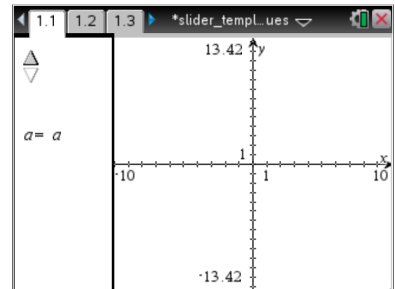 1.1 1.2 1.3 *slider_templ...ues
13.42 y
a= a
1
x
-10 1 10
-13.42